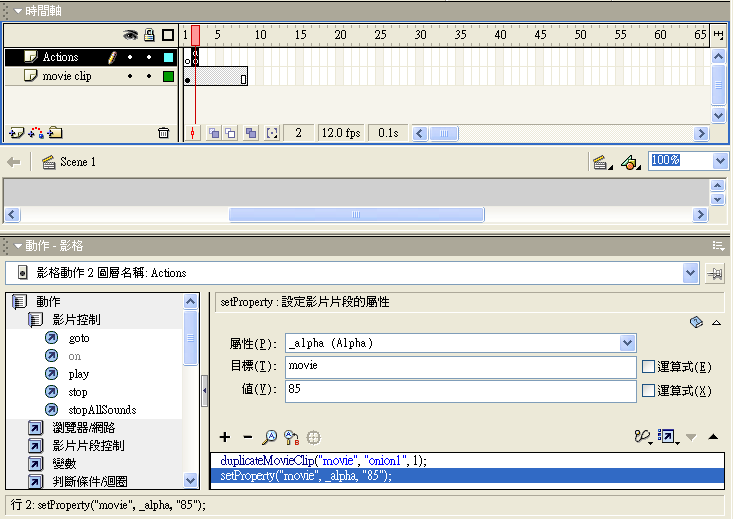 時間軸
1 5 10 15 20 25 30 35 40 45 50 55 60 65
Actions
movie clip
2 12.0 fps 0.1s
Scene 1
100%
動作 - 影格
影格動作 2 圖層名稱: Actions
動作
影片控制
goto
on
play
stop
stopAllSounds
瀏覽器/網路
影片片段控制
變數
判斷條件/迴圈
setProperty : 設定影片片段的屬性
屬性(P): _alpha (Alpha)
目標(T): movie 運算式(E)
值(V): 85 運算式(X)
duplicateMovieClip("movie", "onion1", 1);
setProperty("movie", _alpha, "85");
行 2: setProperty("movie", _alpha, "85");